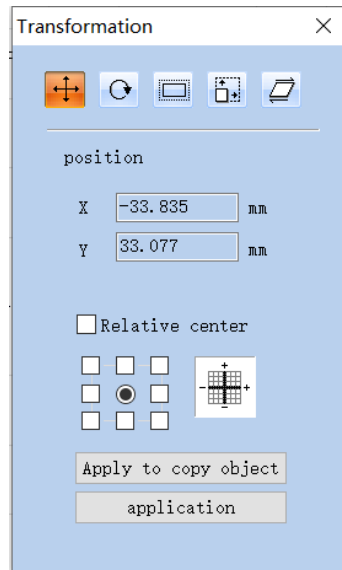 Transformation
position
X -33.835 mm
Y 33.077 mm
Relative center
+
- +
-
Apply to copy object
application